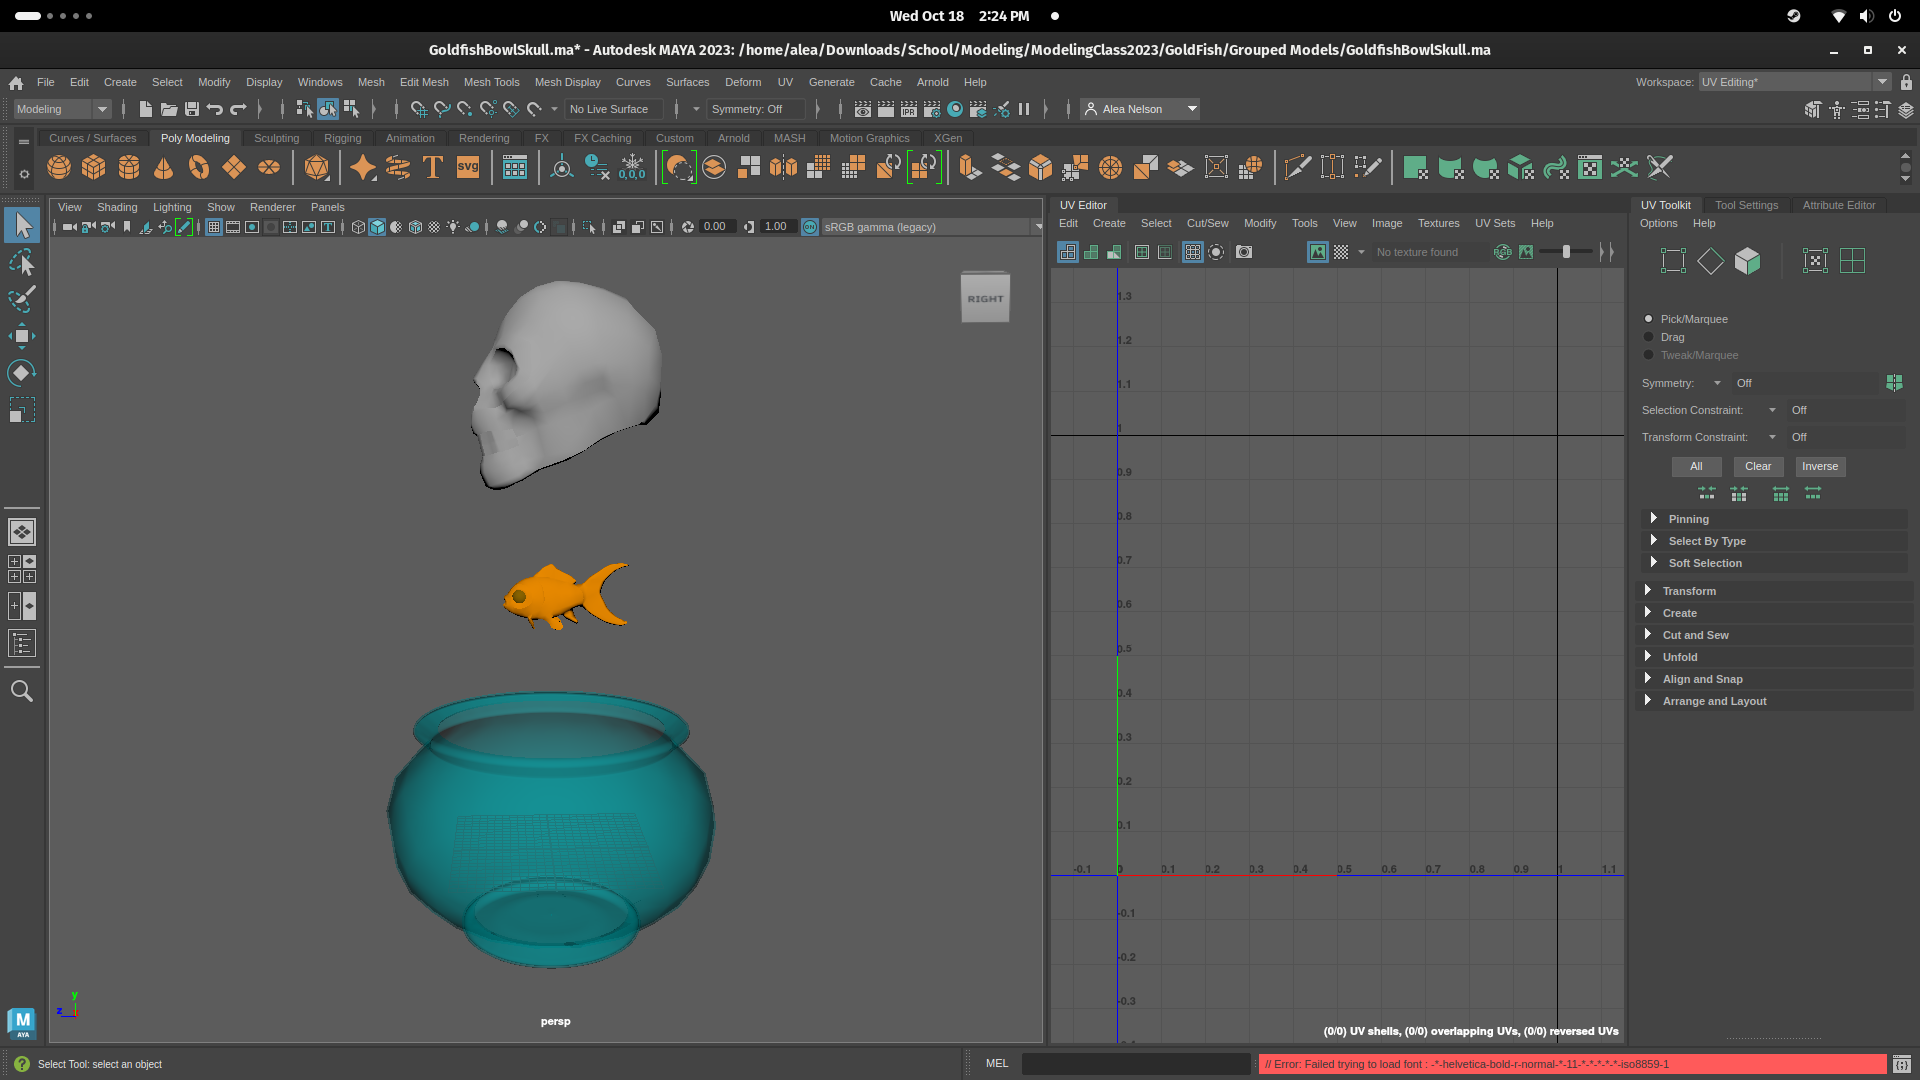 Wed Oct 18 2:24 PM
GoldfishBowlSkull.ma* - Autodesk MAYA 2023: /home/alea/Downloads/School/Modeling/ModelingClass2023/GoldFish/Grouped Models/GoldfishBowlSkull.ma
File Edit Create Select Modify Display Windows Mesh Edit Mesh Mesh Tools Mesh Display Curves Surfaces Deform UV Generate Cache Arnold Help Workspace: UV Editing*
Modeling No Live Surface Symmetry: Off IPR Alea Nelson
Curves / Surfaces Poly Modeling Sculpting Rigging Animation Rendering FX FX Caching Custom Arnold MASH Motion Graphics XGen
T svg 0,0,0
View Shading Lighting Show Renderer Panels
0.00 1.00 ON sRGB gamma (legacy)
RIGHT
y
z
persp
UV Editor
Edit Create Select Cut/Sew Modify Tools View Image Textures UV Sets Help
No texture found RGB
1.3
1.2
1.1
1
0.9
0.8
0.7
0.6
0.5
0.4
0.3
0.2
0.1
-0.1 0 0.1 0.2 0.3 0.4 0.5 0.6 0.7 0.8 0.9 1 1.1
-0.1
-0.2
-0.3
(0/0) UV shells, (0/0) overlapping UVs, (0/0) reversed UVs
UV Toolkit Tool Settings Attribute Editor
Options Help
Pick/Marquee
Drag
Tweak/Marquee
Symmetry: Off
Selection Constraint: Off
Transform Constraint: Off
All Clear Inverse
Pinning
Select By Type
Soft Selection
Transform
Create
Cut and Sew
Unfold
Align and Snap
Arrange and Layout
M
AYA
Select Tool: select an object
MEL
// Error: Failed trying to load font : -*-helvetica-bold-r-normal-*-11-*-*-*-*-*-iso8859-1